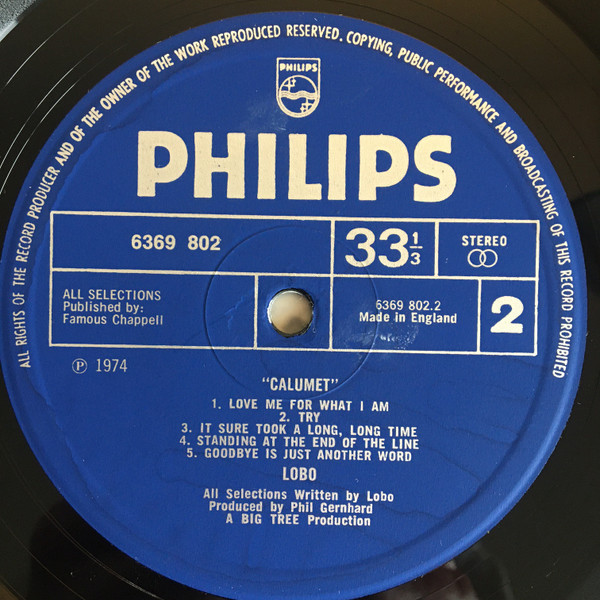 ALL RIGHTS OF THE RECORD PRODUCER AND OF THE OWNER OF THE WORK REPRODUCED RESERVED. COPYING, PUBLIC PERFORMANCE AND BROADCASTING OF THIS RECORD PROHIBITED
PHILIPS
PHILIPS
6369 802
33 1/3
STEREO
ALL SELECTIONS
Published by:
Famous Chappell
6369 802.2
Made in England
2
Ⓟ 1974
"CALUMET"
1. LOVE ME FOR WHAT I AM
2. TRY
3. IT SURE TOOK A LONG, LONG TIME
4. STANDING AT THE END OF THE LINE
5. GOODBYE IS JUST ANOTHER WORD
LOBO
All Selections Written by Lobo
Produced by Phil Gernhard
A BIG TREE Production